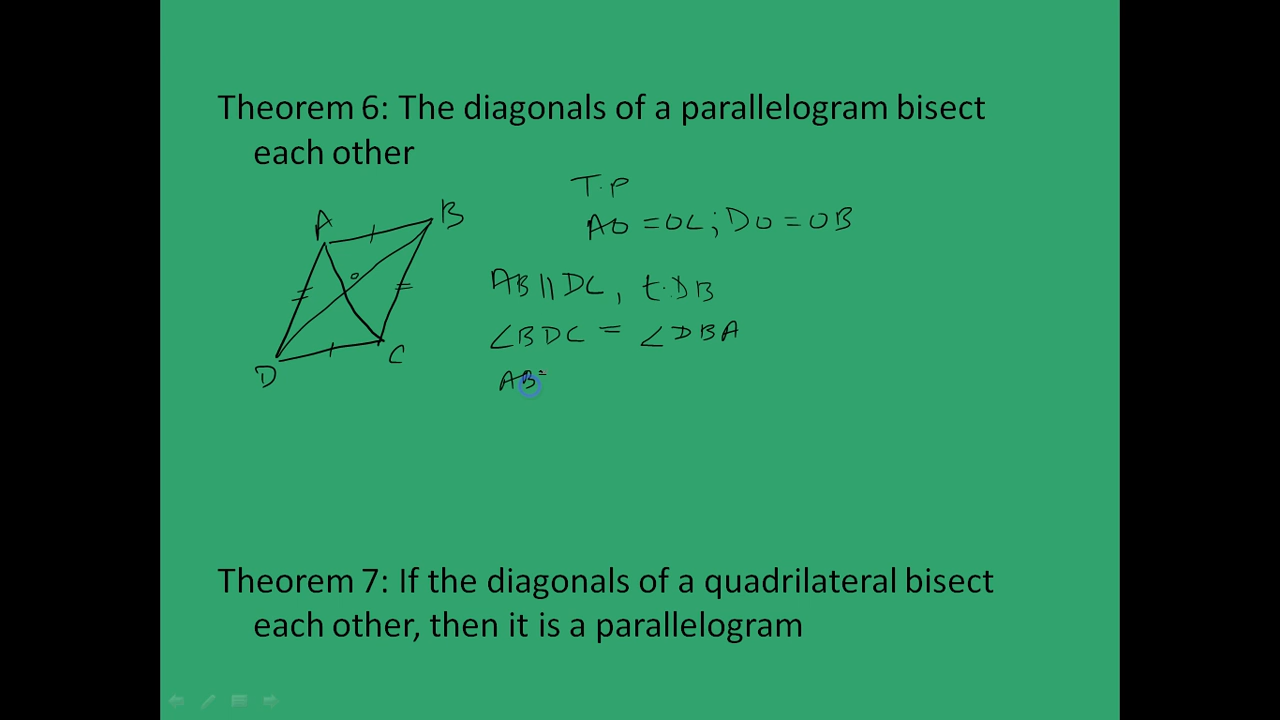 Theorem 6: The diagonals of a parallelogram bisect
each other
T.P
AO = OC; DO = OB
A B
O
AB || DC, t.DB
∠BDC = ∠DBA
D C
AB =
Theorem 7: If the diagonals of a quadrilateral bisect
each other, then it is a parallelogram